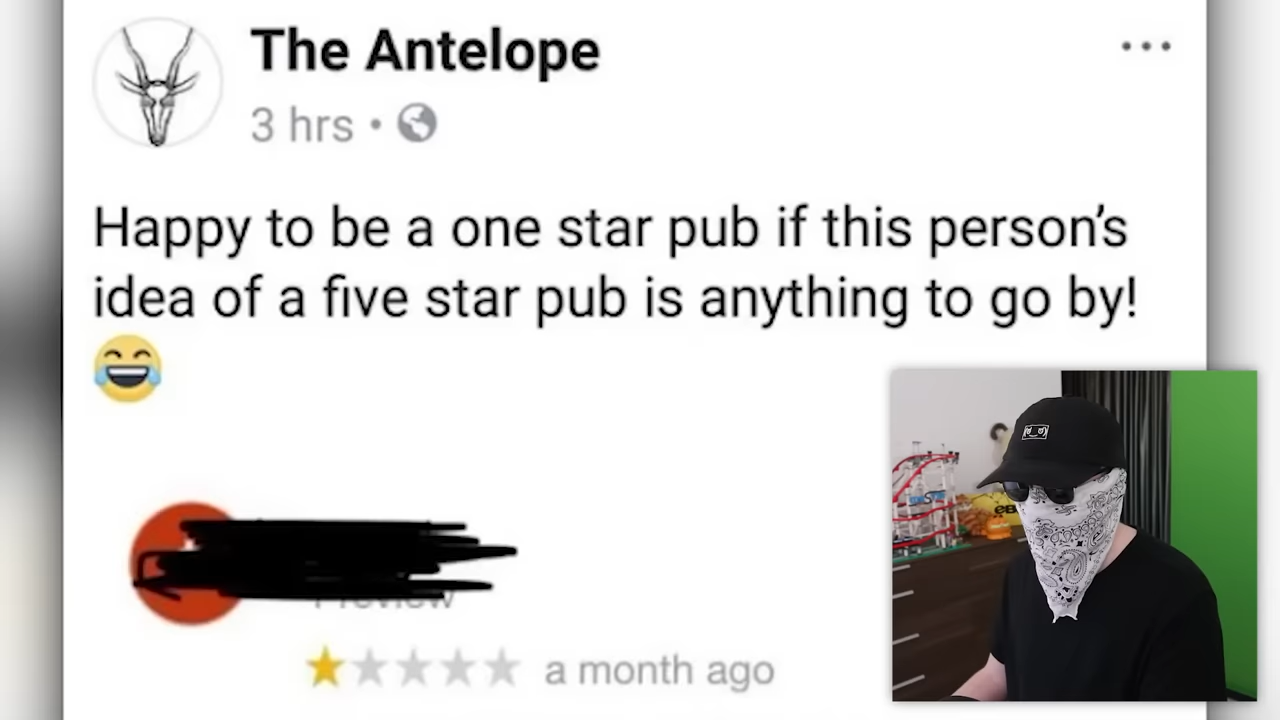 The Antelope
3 hrs •
Happy to be a one star pub if this person's
idea of a five star pub is anything to go by!
a month ago